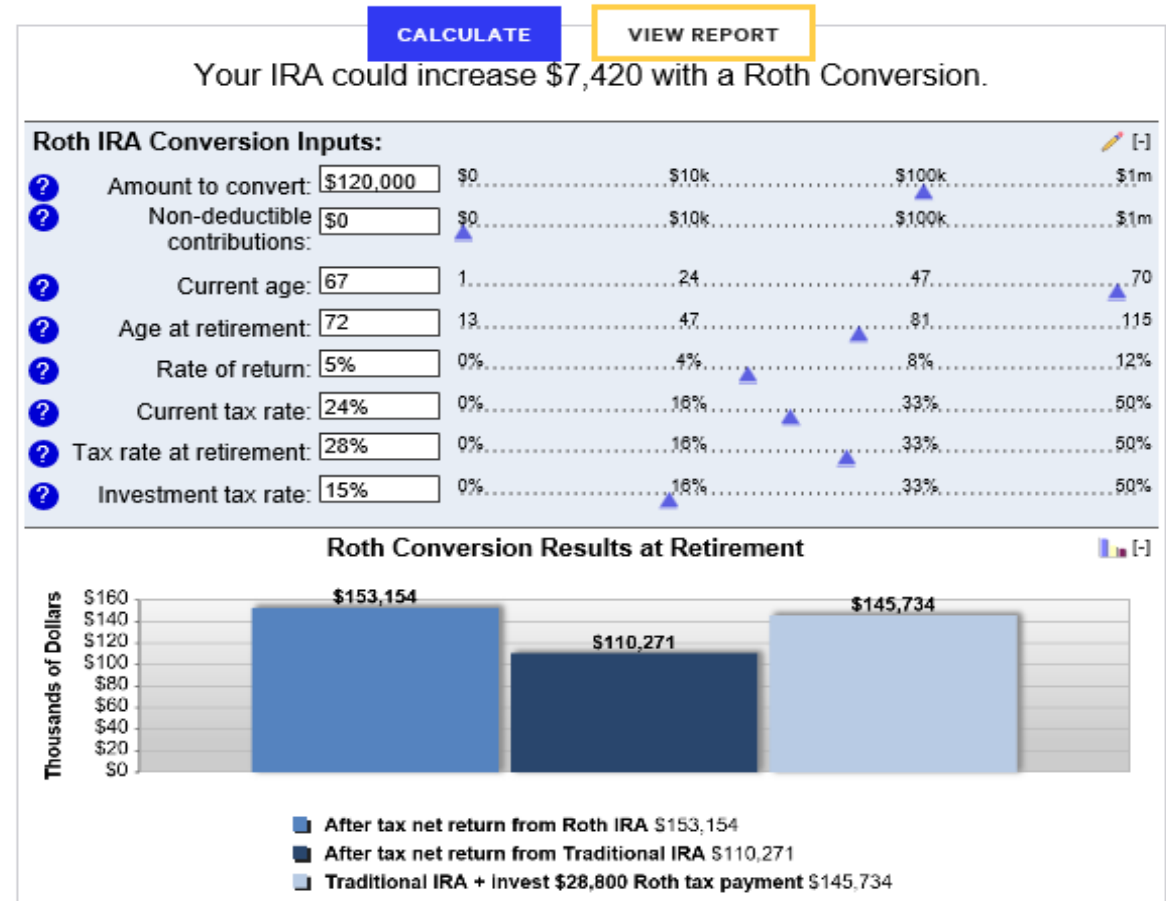 CALCULATE VIEW REPORT
Your IRA could increase $7,420 with a Roth Conversion.
Roth IRA Conversion Inputs: [-]
? Amount to convert: $120,000 $0 $10k $100k $1m
? Non-deductible contributions: $0 $0 $10k $100k $1m
? Current age: 67 1 24 47 70
? Age at retirement: 72 13 47 81 115
? Rate of return: 5% 0% 4% 8% 12%
? Current tax rate: 24% 0% 16% 33% 50%
? Tax rate at retirement: 28% 0% 16% 33% 50%
? Investment tax rate: 15% 0% 16% 33% 50%
Roth Conversion Results at Retirement [-]
Thousands of Dollars
$160
$140
$120
$100
$80
$60
$40
$20
$0
$153,154
$110,271
$145,734
After tax net return from Roth IRA $153,154
After tax net return from Traditional IRA $110,271
Traditional IRA + invest $28,800 Roth tax payment $145,734